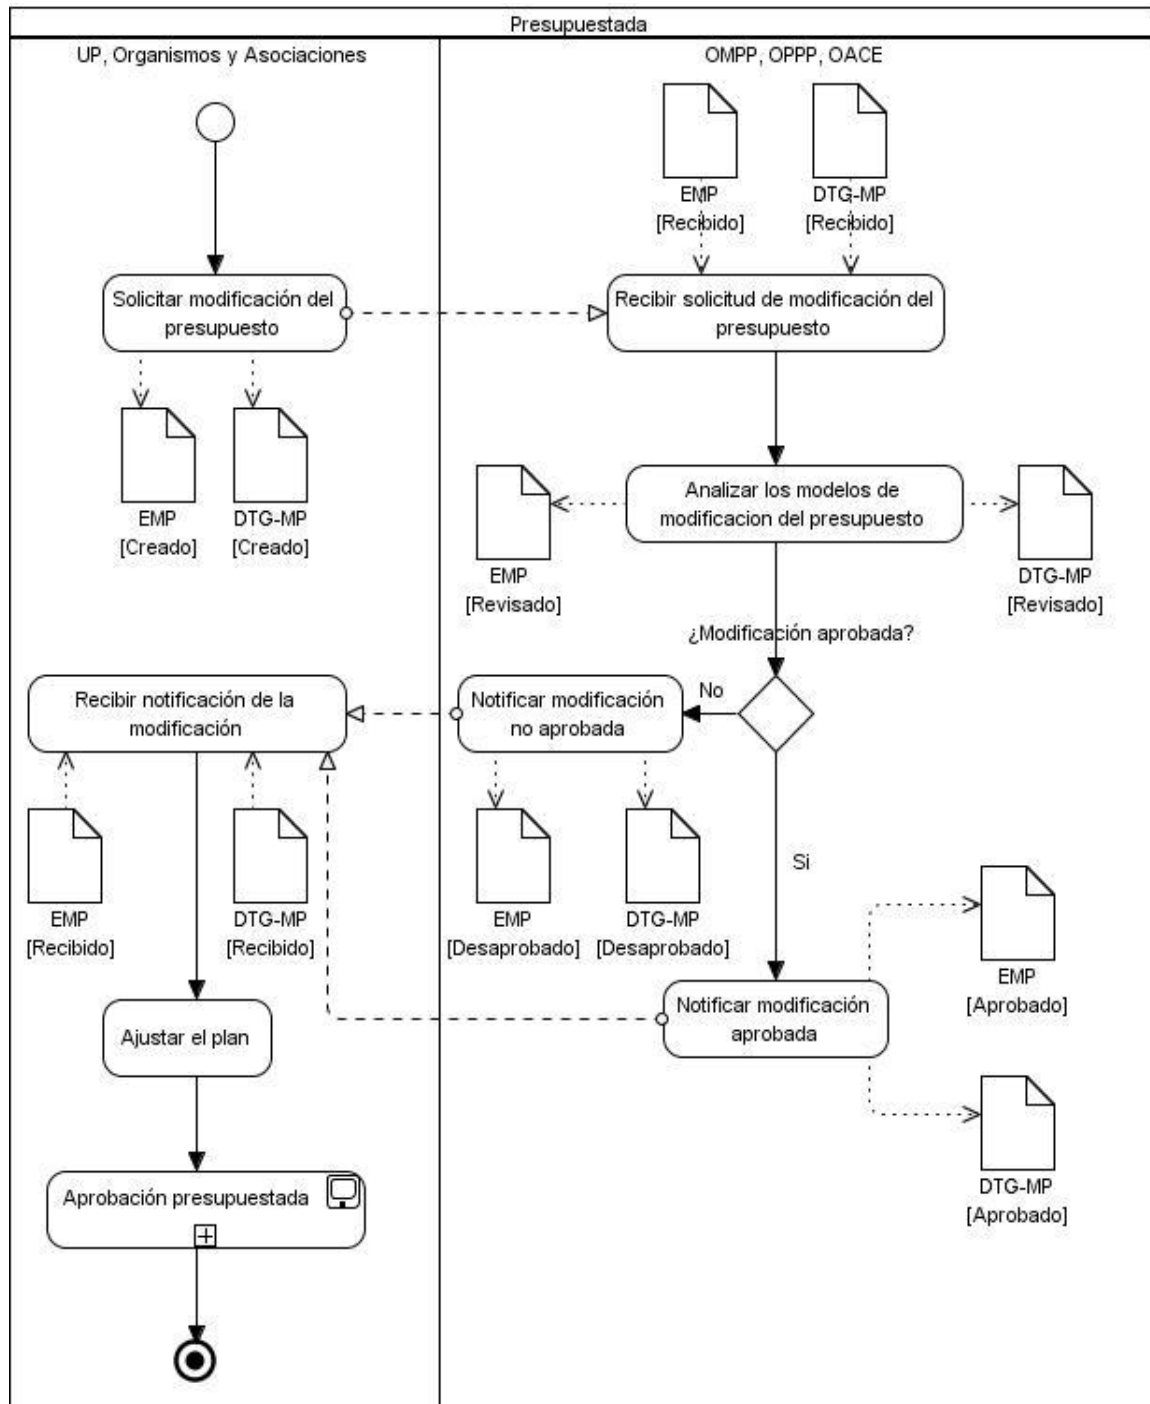 Presupuestada
UP, Organismos y Asociaciones
OMPP, OPPP, OACE
EMP
[Recibido]
DTG-MP
[Recibido]
Solicitar modificación del
presupuesto
Recibir solicitud de modificación del
presupuesto
EMP
[Creado]
DTG-MP
[Creado]
Analizar los modelos de
modificacion del presupuesto
EMP
[Revisado]
DTG-MP
[Revisado]
¿Modificación aprobada?
Recibir notificación de la
modificación
Notificar modificación
no aprobada
No
EMP
[Recibido]
DTG-MP
[Recibido]
EMP
[Desaprobado]
DTG-MP
[Desaprobado]
Si
EMP
[Aprobado]
Ajustar el plan
Notificar modificación
aprobada
DTG-MP
[Aprobado]
Aprobación presupuestada